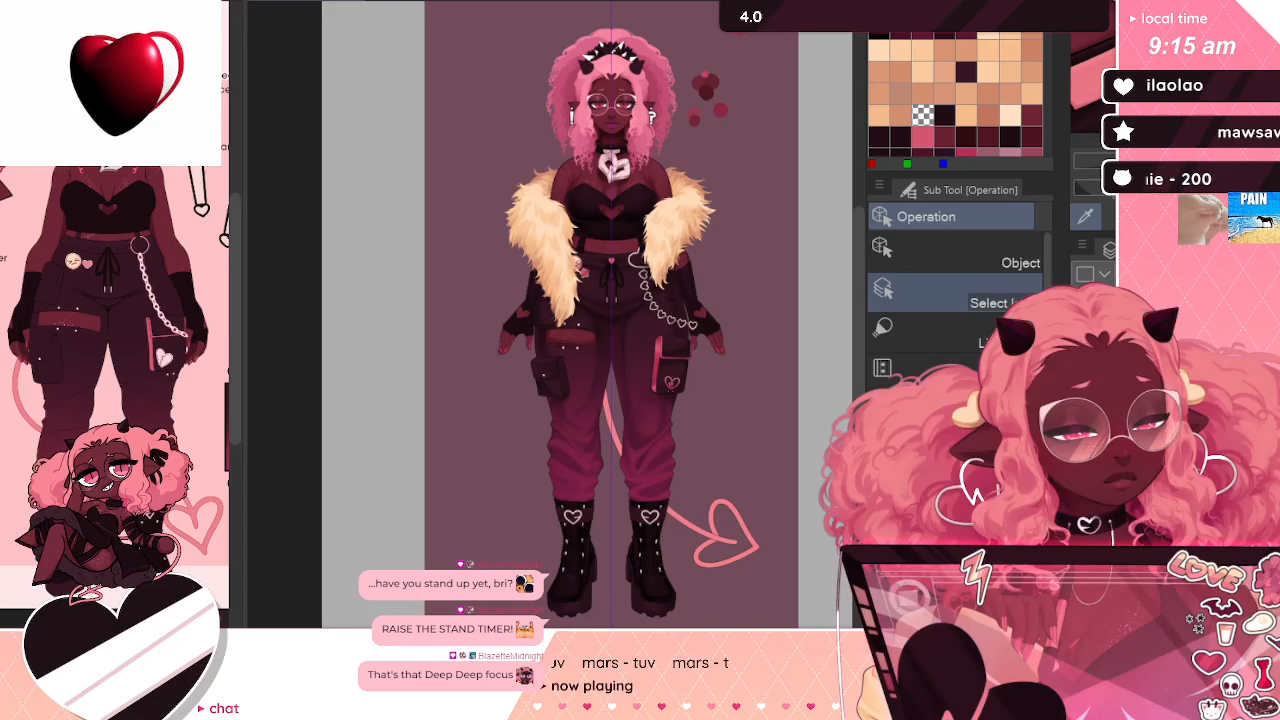 4.0
local time
9:15 am
ilaolao
mawsav
ie - 200
PAIN
Sub Tool [Operation]
Operation
Object
Select
...have you stand up yet, bri?
RAISE THE STAND TIMER!
BlazetteMidnight
That's that Deep Deep focus
mars - tuv mars - t
now playing
chat
LOVE